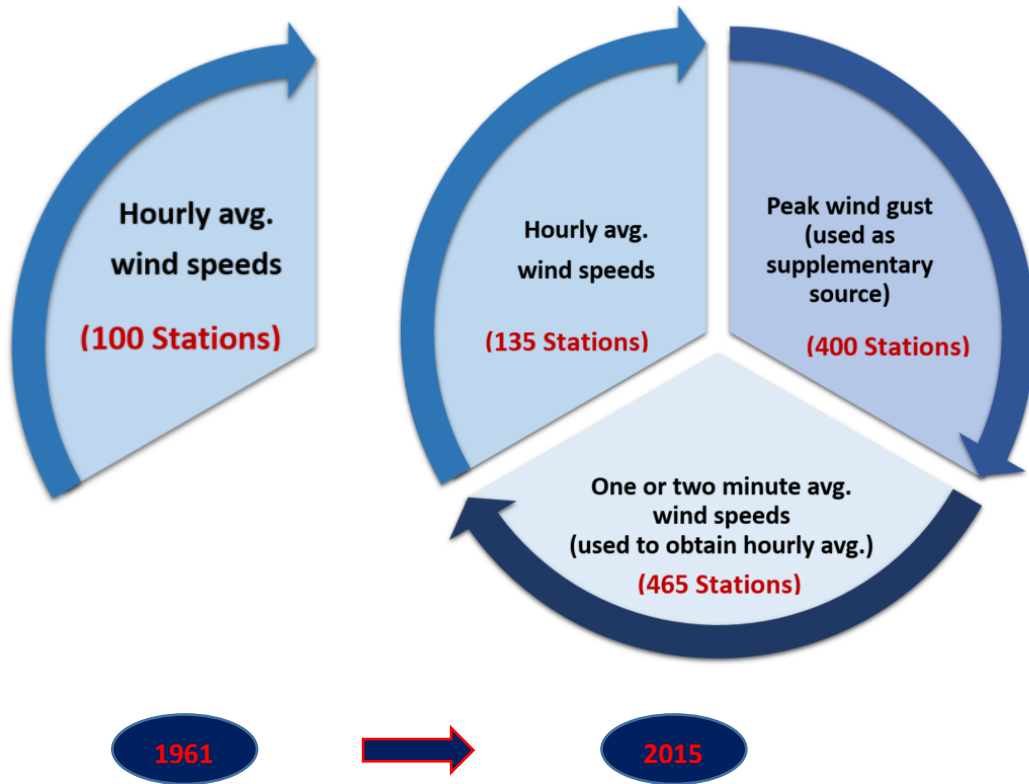 Hourly avg.
wind speeds
(100 Stations)
Hourly avg.
wind speeds
(135 Stations)
Peak wind gust
(used as
supplementary
source)
(400 Stations)
One or two minute avg.
wind speeds
(used to obtain hourly avg.)
(465 Stations)
1961
2015